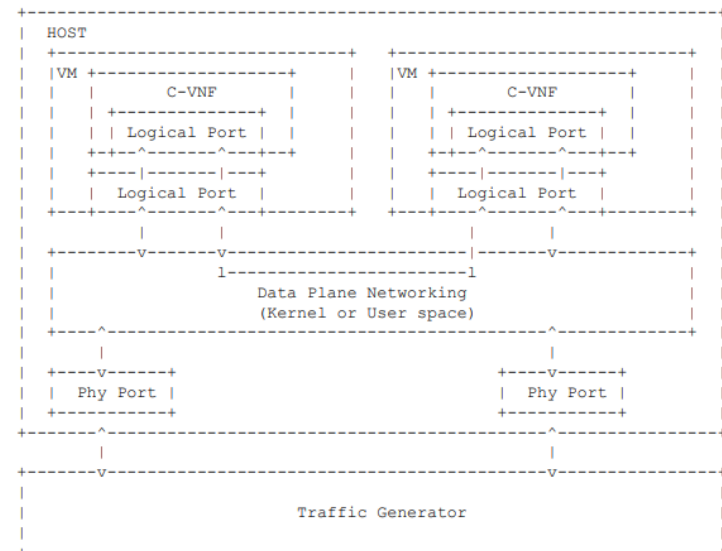 HOST
VM VM
C-VNF C-VNF
Logical Port Logical Port
Logical Port Logical Port
Data Plane Networking
(Kernel or User space)
Phy Port Phy Port
Traffic Generator